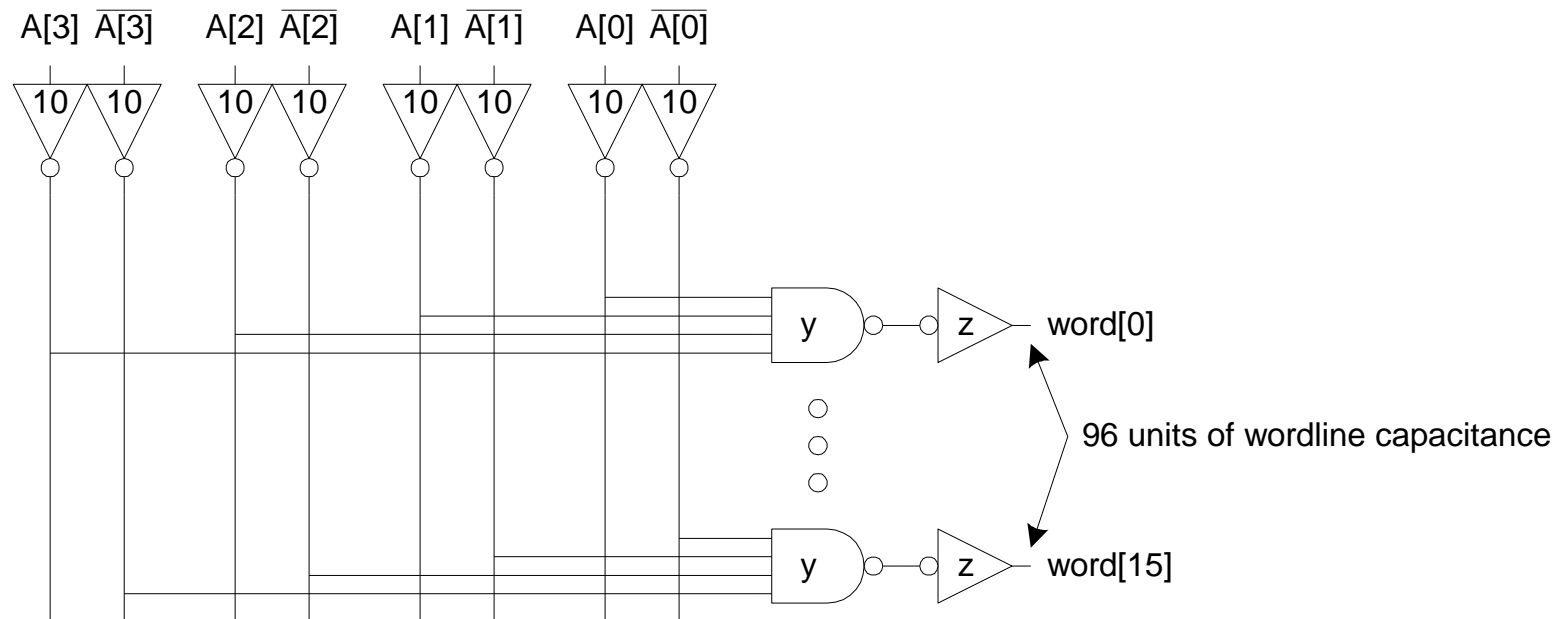 A[3] A̅[̅3̅]̅ A[2] A̅[̅2̅]̅ A[1] A̅[̅1̅]̅ A[0] A̅[̅0̅]̅
10 10 10 10 10 10 10 10
y z word[0]
96 units of wordline capacitance
y z word[15]